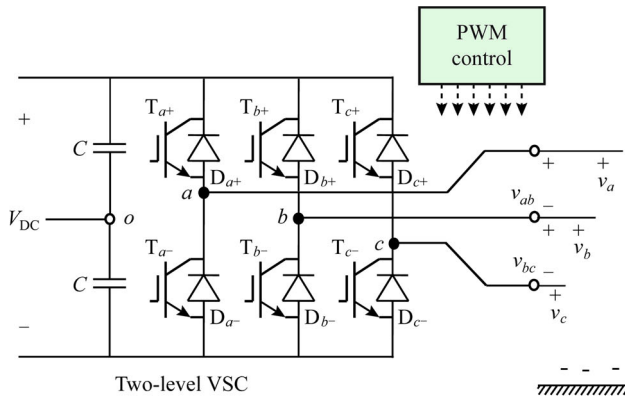 PWM
control
T_{a+} T_{b+} T_{c+}
+
C
D_{a+} D_{b+} D_{c+}
+ v_a +
a
V_{DC} o b v_{ab} −
+ + v_b
c
T_{a−} T_{b−} T_{c−}
C
v_{bc} −
+ v_c
D_{a−} D_{b−} D_{c−}
−
Two-level VSC